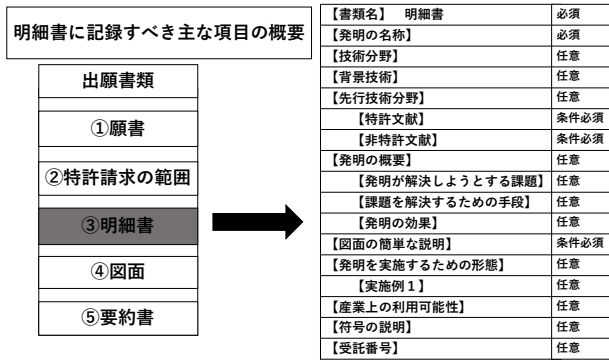 明細書に記録すべき主な項目の概要
出願書類
①願書
②特許請求の範囲
③明細書
④図面
⑤要約書
【書類名】　明細書 必須
【発明の名称】 必須
【技術分野】 任意
【背景技術】 任意
【先行技術分野】 任意
【特許文献】 条件必須
【非特許文献】 条件必須
【発明の概要】 任意
【発明が解決しようとする課題】 任意
【課題を解決するための手段】 任意
【発明の効果】 任意
【図面の簡単な説明】 条件必須
【発明を実施するための形態】 任意
【実施例１】 任意
【産業上の利用可能性】 任意
【符号の説明】 任意
【受託番号】 任意